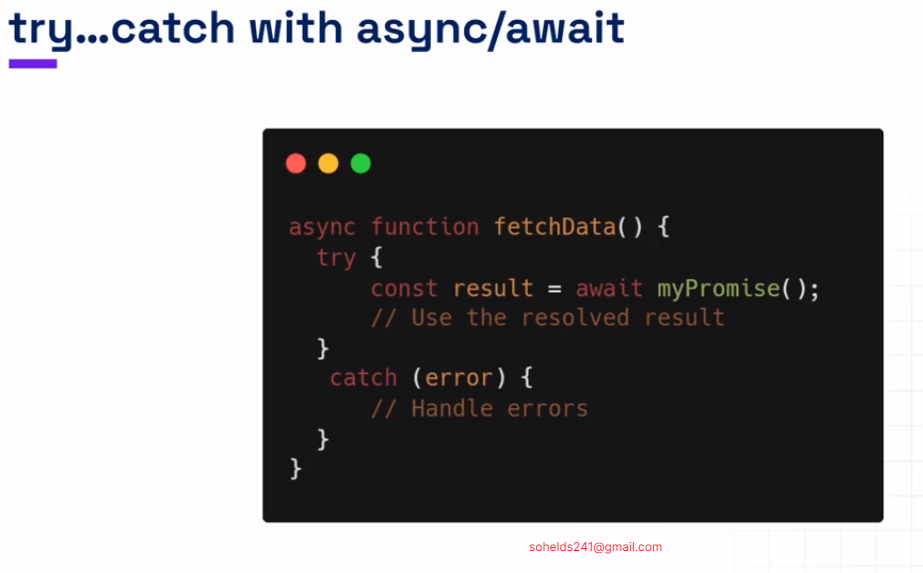 try...catch with async/await
async function fetchData() {
try {
const result = await myPromise();
// Use the resolved result
}
catch (error) {
// Handle errors
}
}
sohelds241@gmail.com